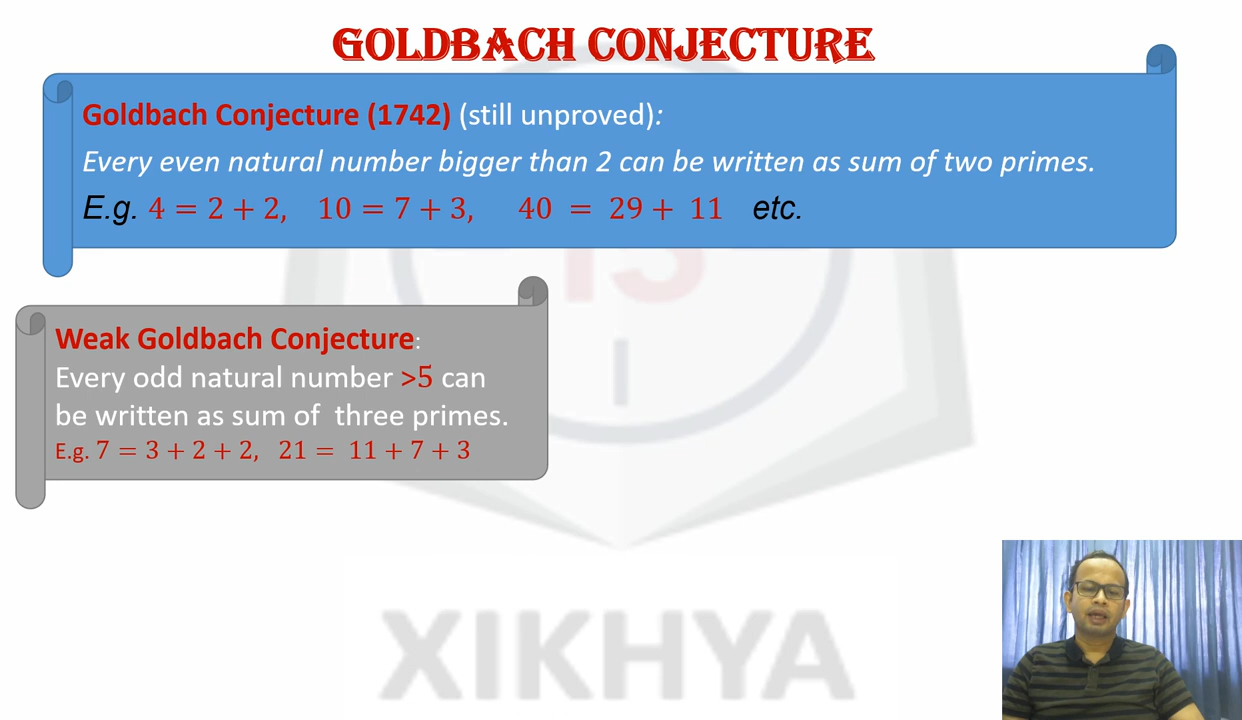 GOLDBACH CONJECTURE
Goldbach Conjecture (1742) (still unproved):
Every even natural number bigger than 2 can be written as sum of two primes.
E.g. 4 = 2 + 2, 10 = 7 + 3, 40 = 29 + 11 etc.
Weak Goldbach Conjecture:
Every odd natural number >5 can
be written as sum of three primes.
E.g. 7 = 3 + 2 + 2, 21 = 11 + 7 + 3
XIKHYA